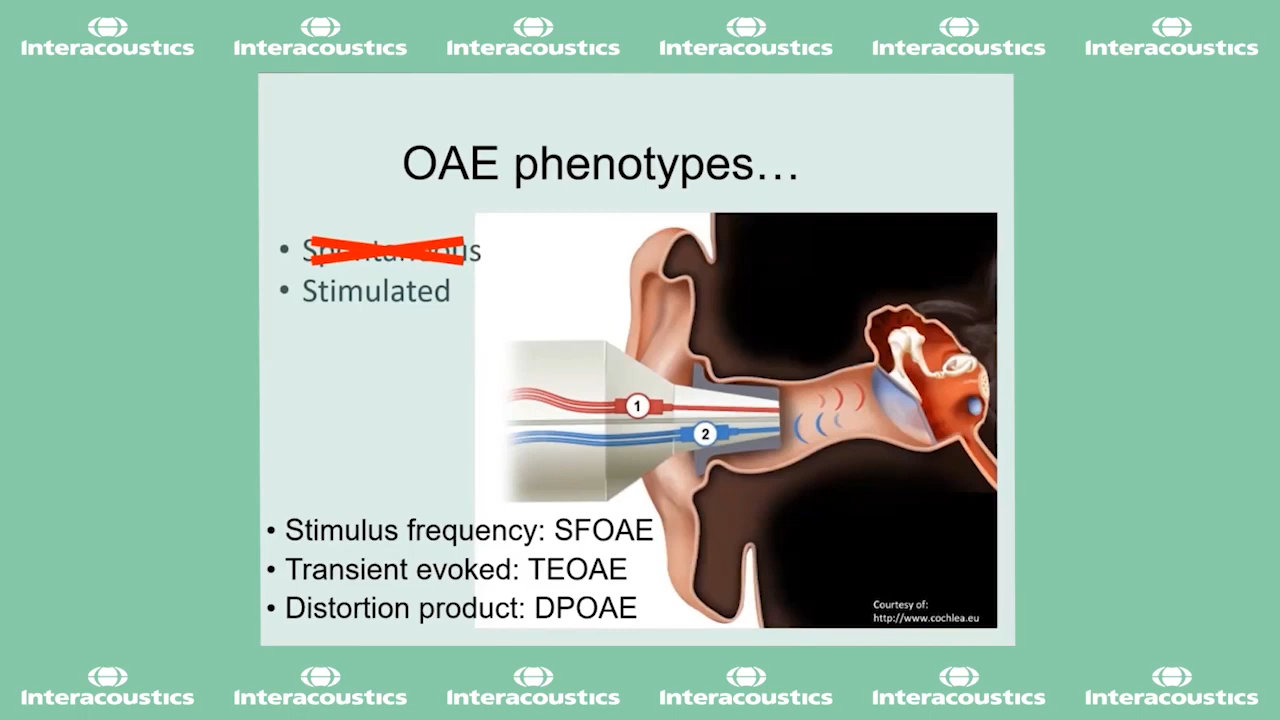 Interacoustics Interacoustics Interacoustics Interacoustics Interacoustics Interacoustics
OAE phenotypes…
• Spontaneous
• Stimulated
1
2
• Stimulus frequency: SFOAE
• Transient evoked: TEOAE
• Distortion product: DPOAE
Courtesy of:
http://www.cochlea.eu
Interacoustics Interacoustics Interacoustics Interacoustics Interacoustics Interacoustics